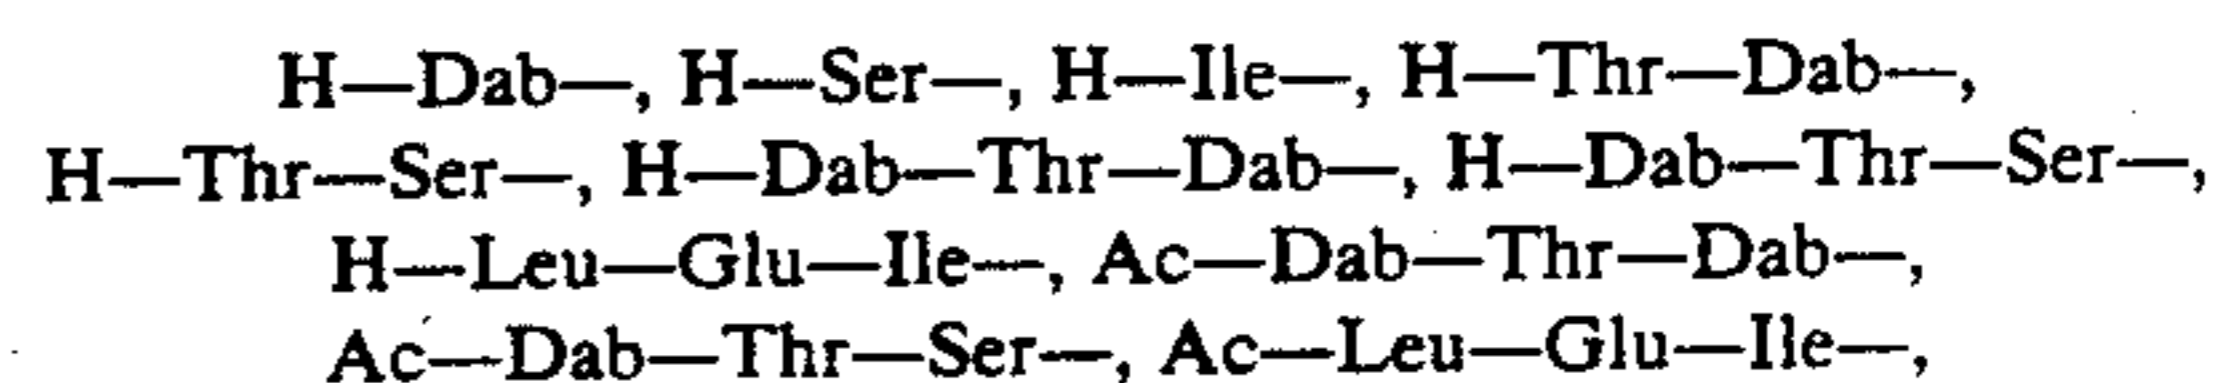 H—Dab—, H—Ser—, H—Ile—, H—Thr—Dab—,
H—Thr—Ser—, H—Dab—Thr—Dab—, H—Dab—Thr—Ser—,
H—Leu—Glu—Ile—, Ac—Dab—Thr—Dab—,
Ac—Dab—Thr—Ser—, Ac—Leu—Glu—Ile—,